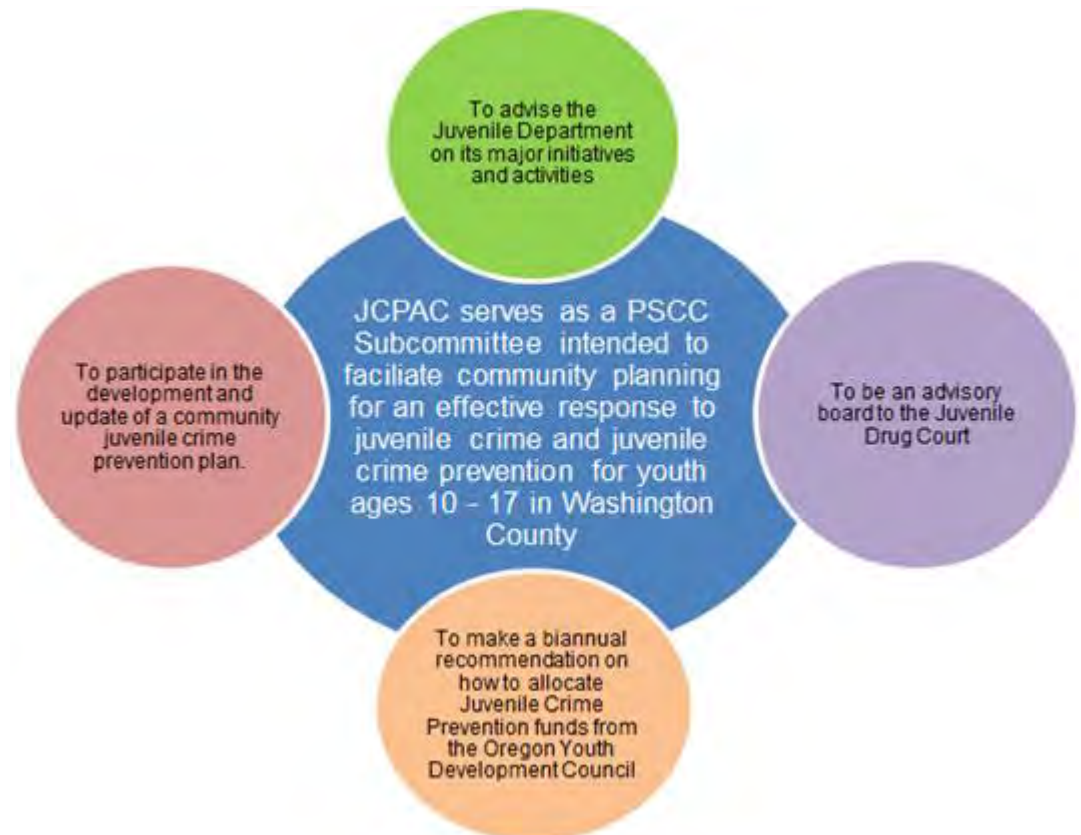 To advise the
Juvenile Department
on its major initiatives
and activities
JCPAC serves as a PSCC
Subcommittee intended to
faciliate community planning
for an effective response to
juvenile crime and juvenile
crime prevention for youth
ages 10 - 17 in Washington
County
To participate in the
development and
update of a community
juvenile crime
prevention plan.
To be an advisory
board to the Juvenile
Drug Court
To make a biannual
recommendation on
how to allocate
Juvenile Crime
Prevention funds from
the Oregon Youth
Development Council